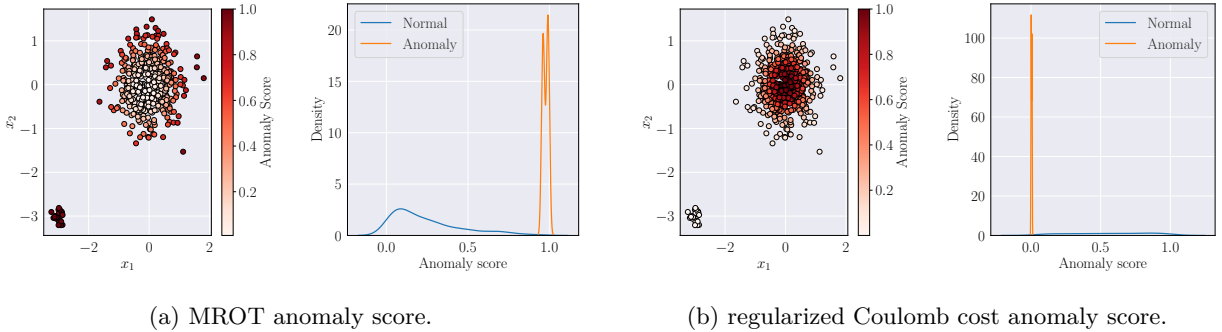 1
0
−1
−2
−3
x2
−2
0
2
x1
1.0
0.8
0.6
0.4
0.2
Anomaly Score
Normal
Anomaly
20
15
10
5
0
Density
0.0
0.5
1.0
Anomaly score
1
0
−1
−2
−3
x2
−2
0
2
x1
1.0
0.8
0.6
0.4
0.2
Anomaly Score
Normal
Anomaly
100
80
60
40
20
0
Density
0.0
0.5
1.0
Anomaly score
(a) MROT anomaly score.
(b) regularized Coulomb cost anomaly score.